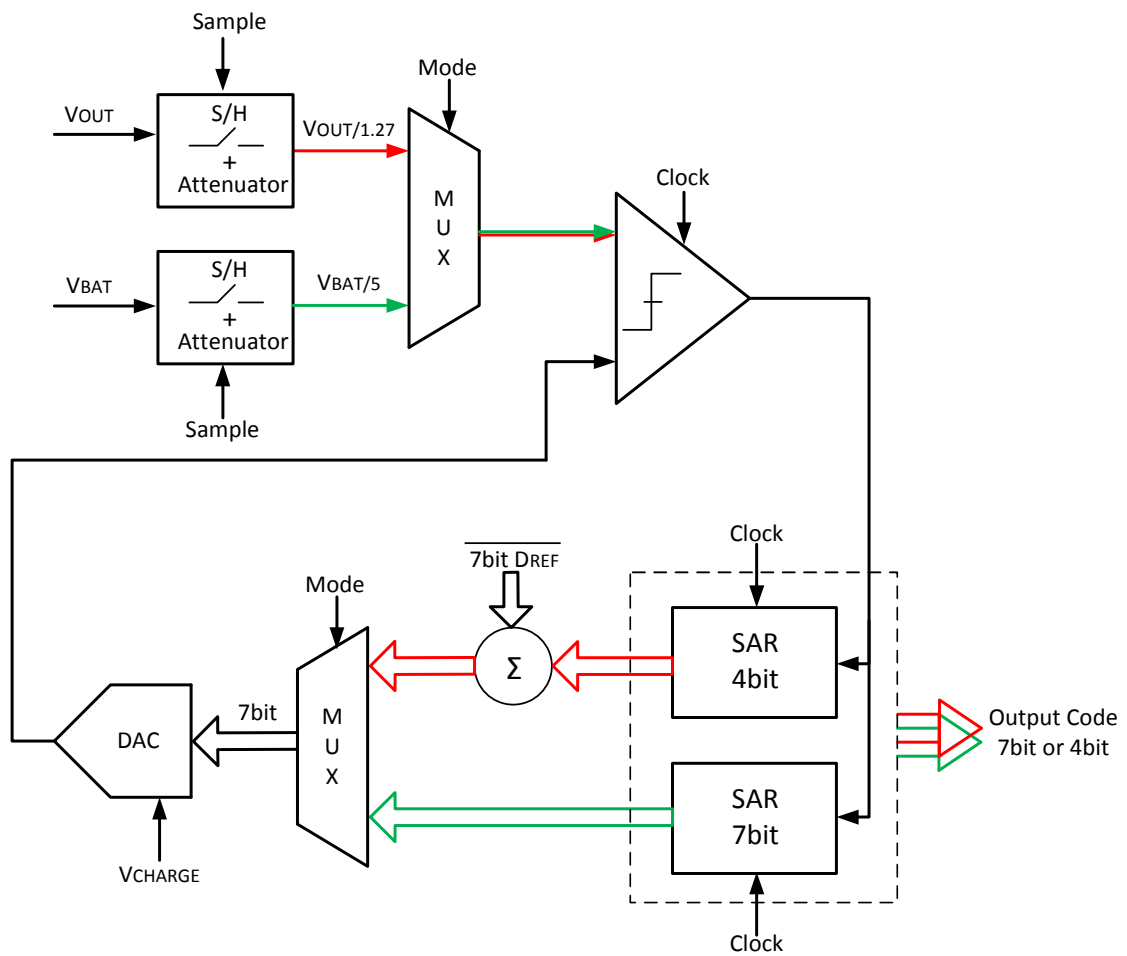 Sample
Mode
VOUT
S/H
+
Attenuator
VOUT/1.27
M
U
X
Clock
VBAT
S/H
+
Attenuator
VBAT/5
Sample
Clock
7bit DREF
Mode
SAR
4bit
Σ
7bit
DAC
M
U
X
Output Code
7bit or 4bit
SAR
7bit
VCHARGE
Clock